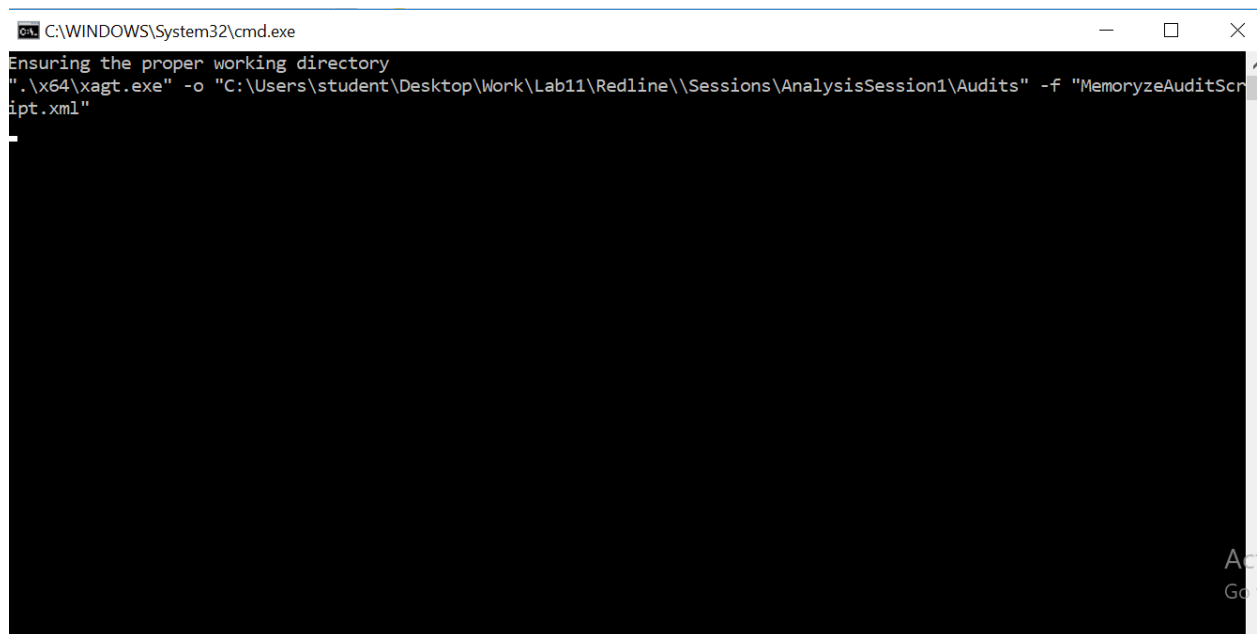 C:\WINDOWS\System32\cmd.exe
Ensuring the proper working directory
".\x64\xagt.exe" -o "C:\Users\student\Desktop\Work\Lab11\Redline\\Sessions\AnalysisSession1\Audits" -f "MemoryzeAuditScr
ipt.xml"
Go